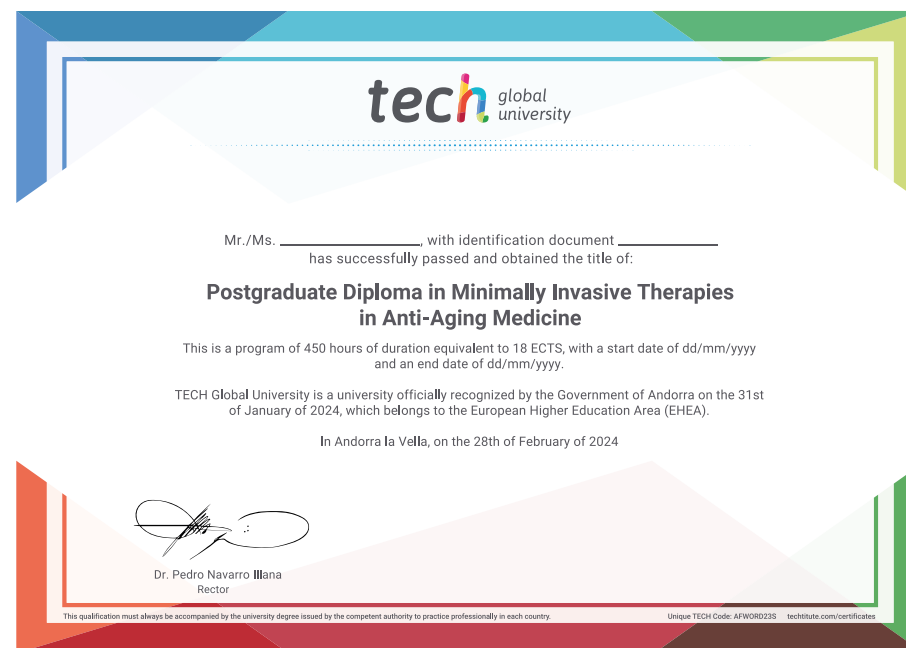 tech global
university
Mr./Ms. ____________, with identification document ____________
has successfully passed and obtained the title of:
Postgraduate Diploma in Minimally Invasive Therapies
in Anti-Aging Medicine
This is a program of 450 hours of duration equivalent to 18 ECTS, with a start date of dd/mm/yyyy
and an end date of dd/mm/yyyy.
TECH Global University is a university officially recognized by the Government of Andorra on the 31st
of January of 2024, which belongs to the European Higher Education Area (EHEA).
In Andorra la Vella, on the 28th of February of 2024
Dr. Pedro Navarro Illana
Rector
This qualification must always be accompanied by the university degree issued by the competent authority to practice professionally in each country.
Unique TECH Code: AFWORD23S techtitute.com/certificates